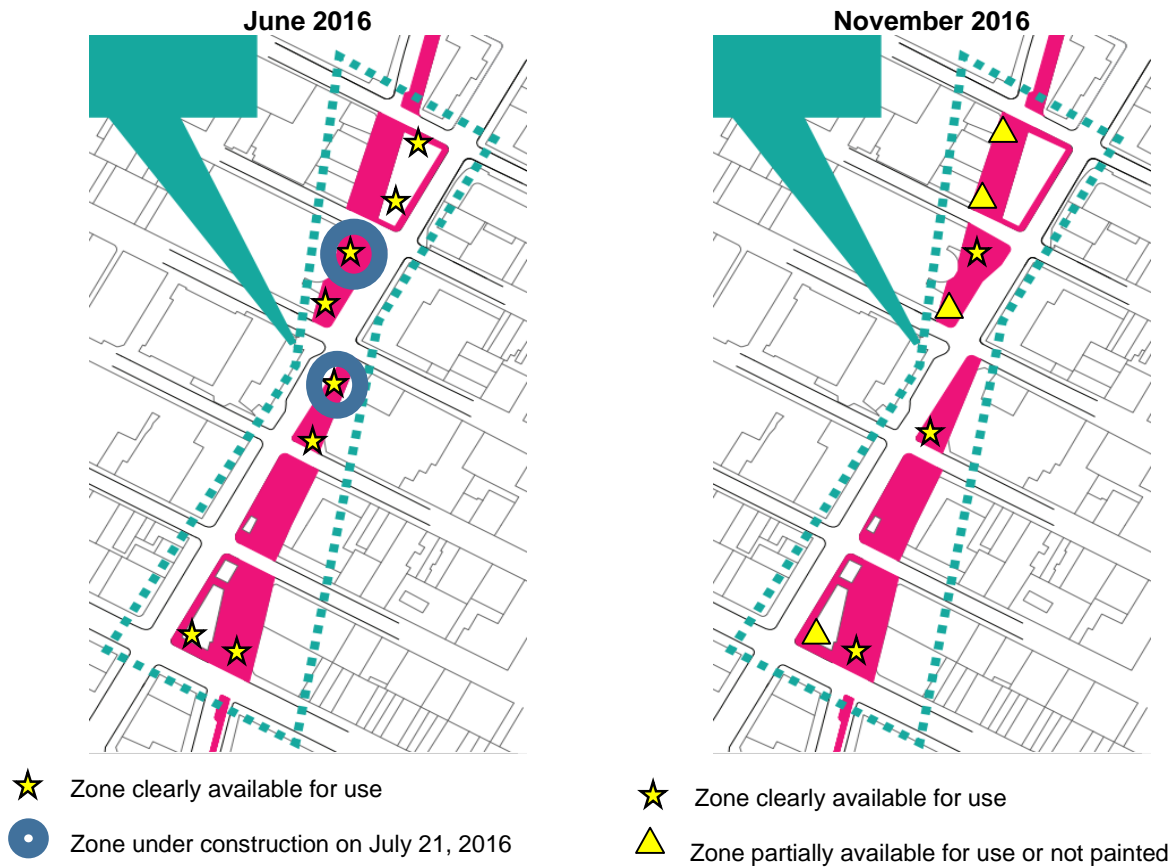 June 2016
November 2016
Zone clearly available for use
Zone under construction on July 21, 2016
Zone clearly available for use
Zone partially available for use or not painted